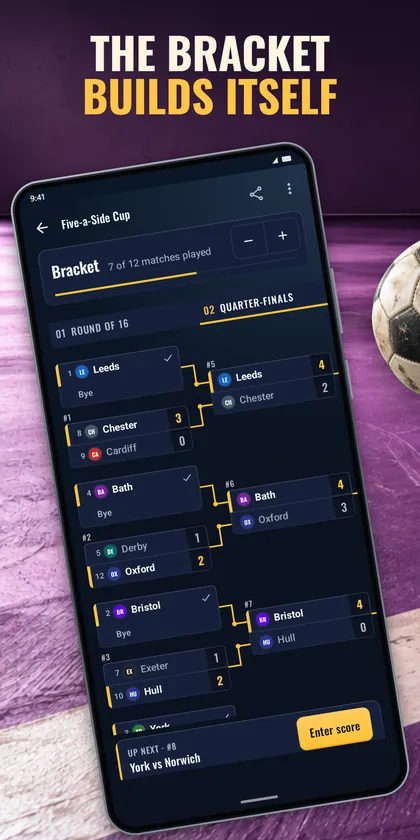 THE BRACKET
BUILDS ITSELF
9:41
Five-a-Side Cup
Bracket 7 of 12 matches played
01 ROUND OF 16
02 QUARTER-FINALS
1 LE Leeds
Bye
#1
8 CH Chester 3
9 CA Cardiff 0
#5
LE Leeds 4
CH Chester 2
4 BA Bath
Bye
#2
5 DE Derby 1
12 OX Oxford 2
#6
BA Bath 4
OX Oxford 3
2 BR Bristol
Bye
#3
7 EX Exeter 1
10 HU Hull 2
#7
BR Bristol 4
HU Hull 0
York
UP NEXT · #8
York vs Norwich
Enter score